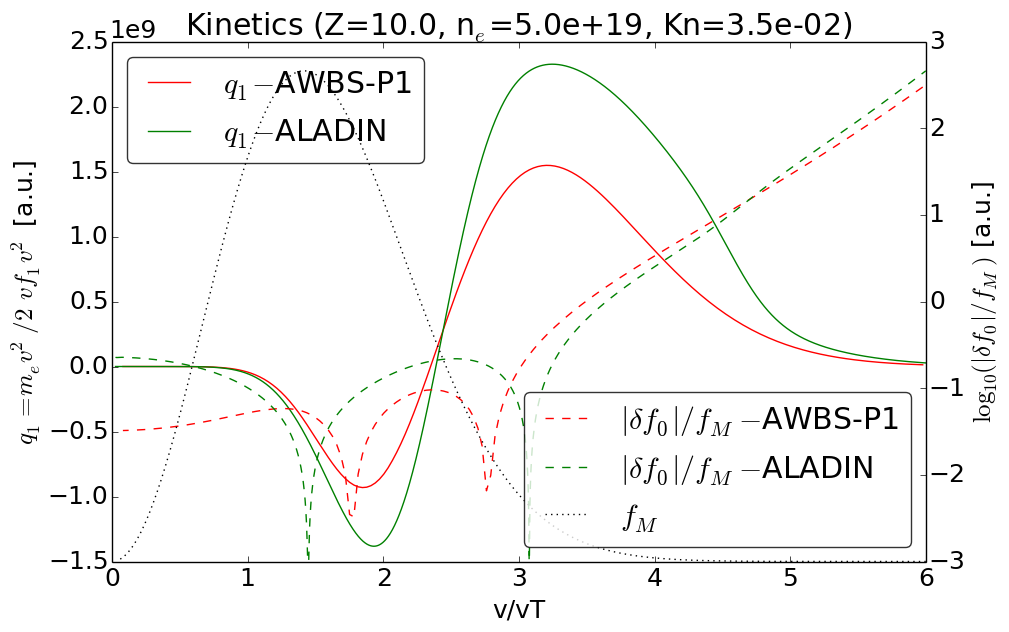 Kinetics (Z=10.0, n_e=5.0e+19, Kn=3.5e-02)
1e9
2.5
2.0
1.5
1.0
0.5
0.0
−0.5
−1.0
−1.5
q_1 = m_e v^2 /2 v f_1 v^2 [a.u.]
q_1 −AWBS-P1
q_1 −ALADIN
3
2
1
0
−1
−2
−3
log_10(|δf_0|/f_M) [a.u.]
|δf_0|/f_M −AWBS-P1
|δf_0|/f_M −ALADIN
f_M
0 1 2 3 4 5 6
v/vT